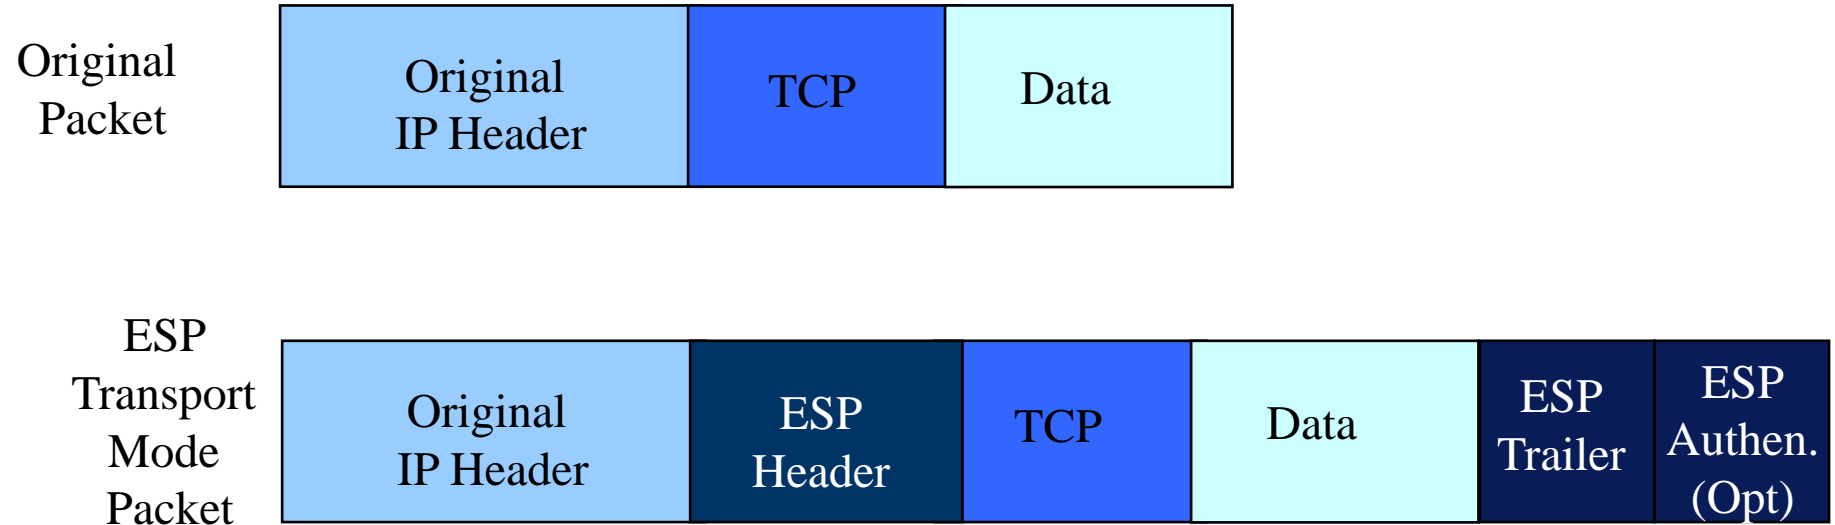 Original
Packet
Original
IP Header
TCP
Data
ESP
Transport
Mode
Packet
Original
IP Header
ESP
Header
TCP
Data
ESP
Trailer
ESP
Authen.
(Opt)